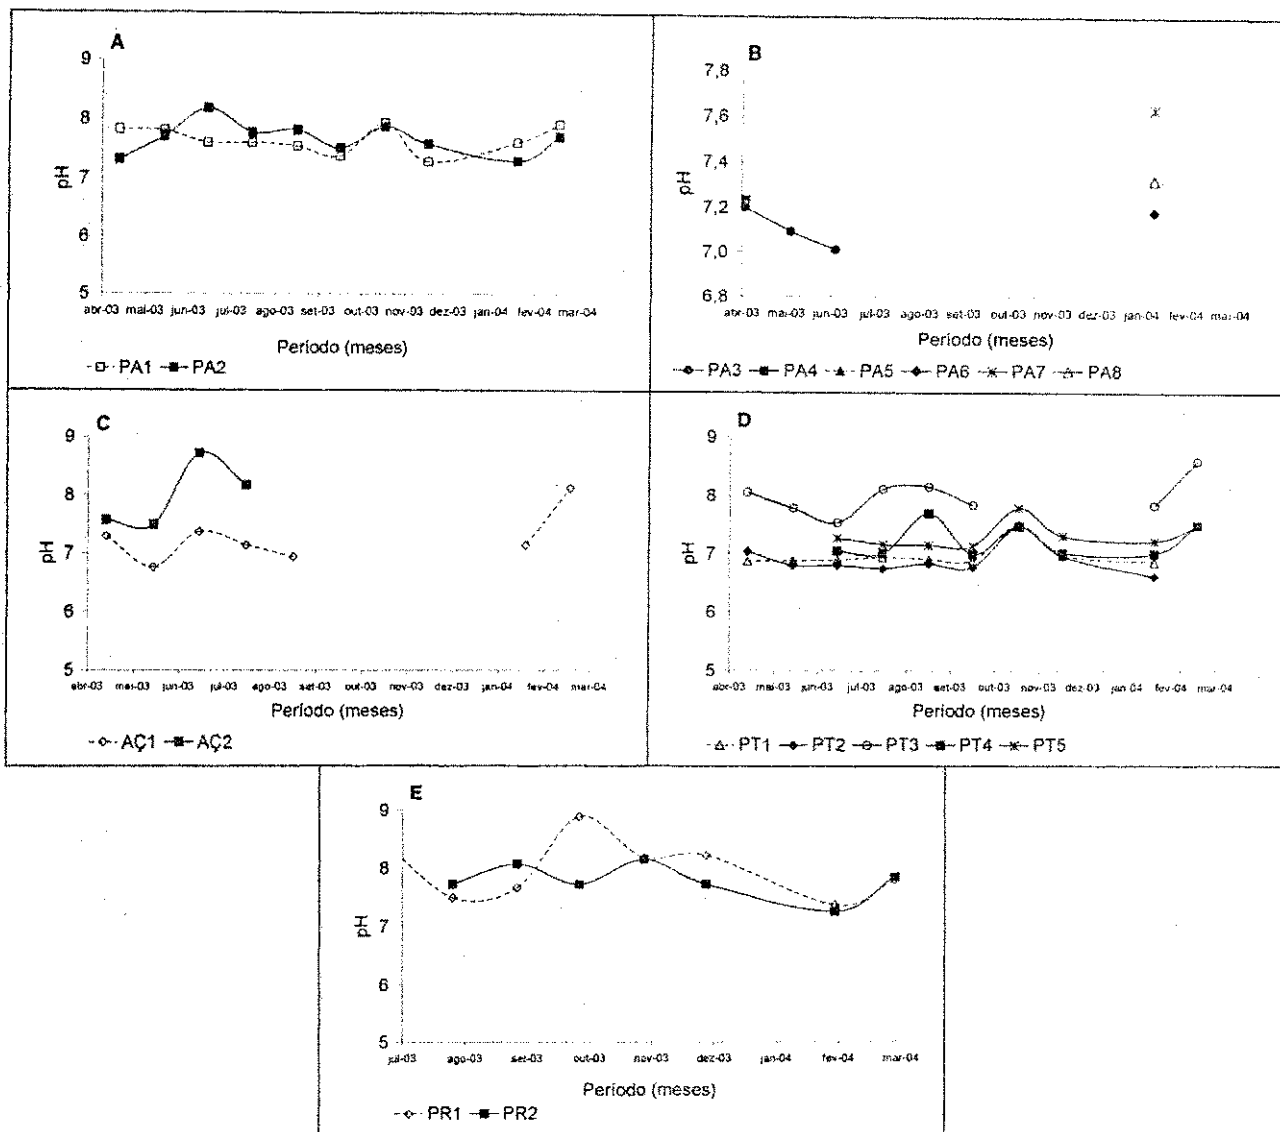 A
9
8
7
6
5
pH
abr-03 mai-03 jun-03 jul-03 ago-03 set-03 out-03 nov-03 dez-03 jan-04 fev-04 mar-04
Período (meses)
PA1 PA2
B
7,8
7,6
7,4
7,2
7,0
6,8
pH
abr-03 mai-03 jun-03 jul-03 ago-03 set-03 out-03 nov-03 dez-03 jan-04 fev-04 mar-04
Período (meses)
PA3 PA4 PA5 PA6 PA7 PA8
C
9
8
7
6
5
pH
abr-03 mai-03 jun-03 jul-03 ago-03 set-03 out-03 nov-03 dez-03 jan-04 fev-04 mar-04
Período (meses)
AÇ1 AÇ2
D
9
8
7
6
5
pH
abr-03 mai-03 jun-03 jul-03 ago-03 set-03 out-03 nov-03 dez-03 jan-04 fev-04 mar-04
Período (meses)
PT1 PT2 PT3 PT4 PT5
E
9
8
7
6
5
pH
jul-03 ago-03 set-03 out-03 nov-03 dez-03 jan-04 fev-04 mar-04
Período (meses)
PR1 PR2